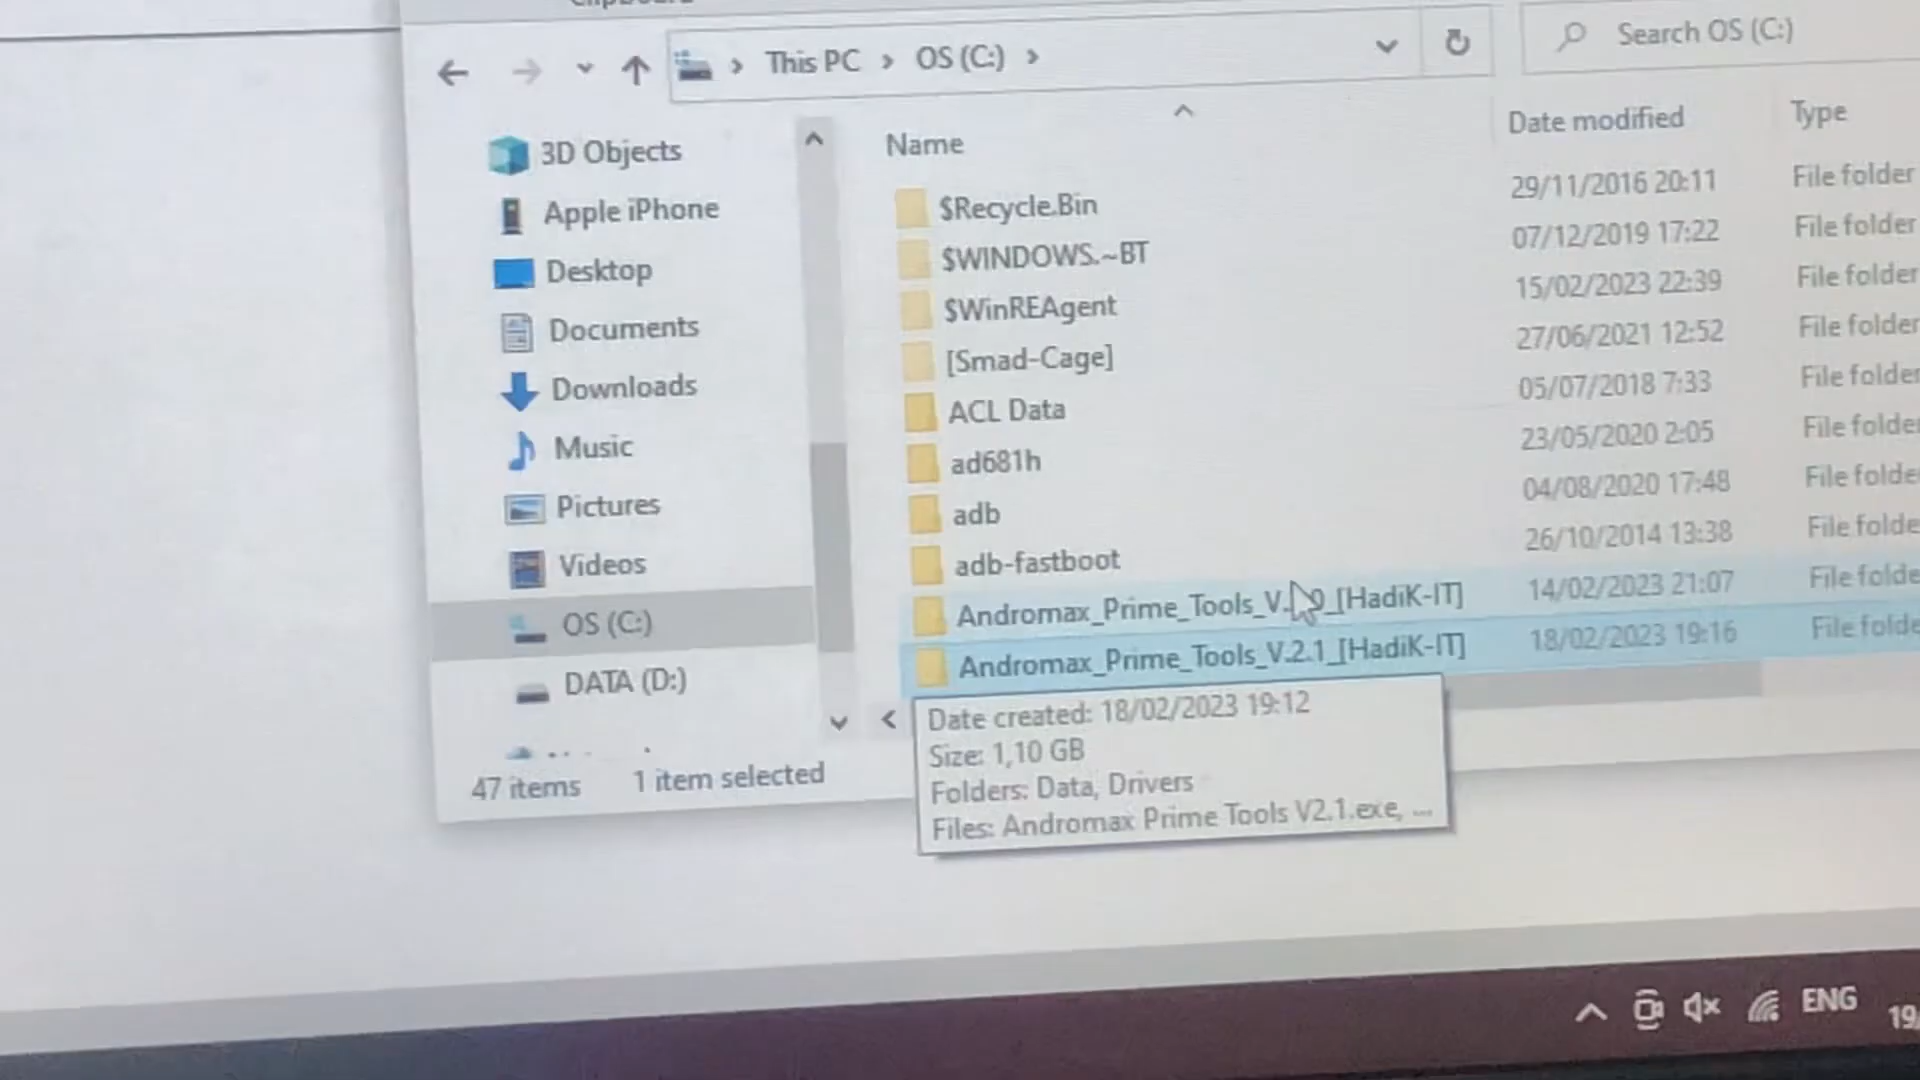 This PC > OS (C:) >
Search OS (C:)
Name
Date modified
Type
3D Objects
Apple iPhone
Desktop
Documents
Downloads
Music
Pictures
Videos
OS (C:)
DATA (D:)
$Recycle.Bin 29/11/2016 20:11 File folder
$WINDOWS.~BT 07/12/2019 17:22 File folder
$WinREAgent 15/02/2023 22:39 File folder
[Smad-Cage] 27/06/2021 12:52 File folder
ACL Data 05/07/2018 7:33 File folder
ad681h 23/05/2020 2:05 File folder
adb 04/08/2020 17:48 File folde
adb-fastboot 26/10/2014 13:38 File folde
Andromax_Prime_Tools_ 14/02/2023 21:07 File folde
[HadiK-IT]
Andromax_Prime_Tools_V.2.1_[HadiK-IT] 18/02/2023 19:16 File folde
Date created: 18/02/2023 19:12
Size: 1,10 GB
Folders: Data, Drivers
Files: Andromax Prime Tools V2.1.exe, ...
47 items
1 item selected
ENG